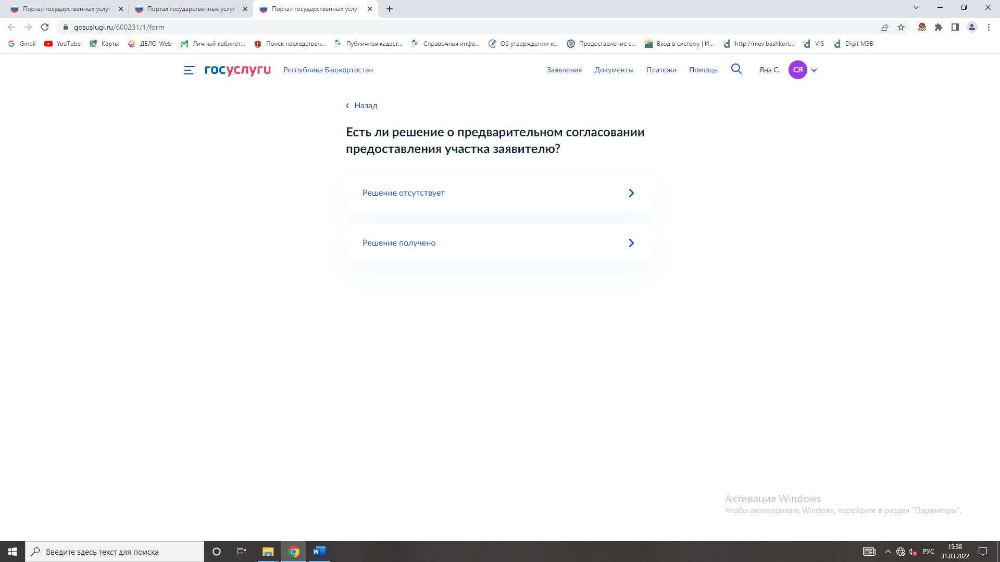 Портал государственных услуг
Портал государственных услуг
Портал государственных услуг
gosuslugi.ru/600231/1/form
Gmail
YouTube
Карты
ДЕЛО-Web
Личный кабинет...
Поиск наследствен...
Публичная кадаст...
Справочная инфо...
Об утверждении к...
Предоставление с...
Вход в систему | И...
http://mev.bashkort...
VIS
Digit МЭВ
госуслуги
Республика Башкортостан
Заявления
Документы
Платежи
Помощь
Яна С.
СЯ
Назад
Есть ли решение о предварительном согласовании
предоставления участка заявителю?
Решение отсутствует
Решение получено
Активация Windows
Чтобы активировать Windows, перейдите в раздел "Параметры".
Введите здесь текст для поиска
РУС
15:38
31.03.2022